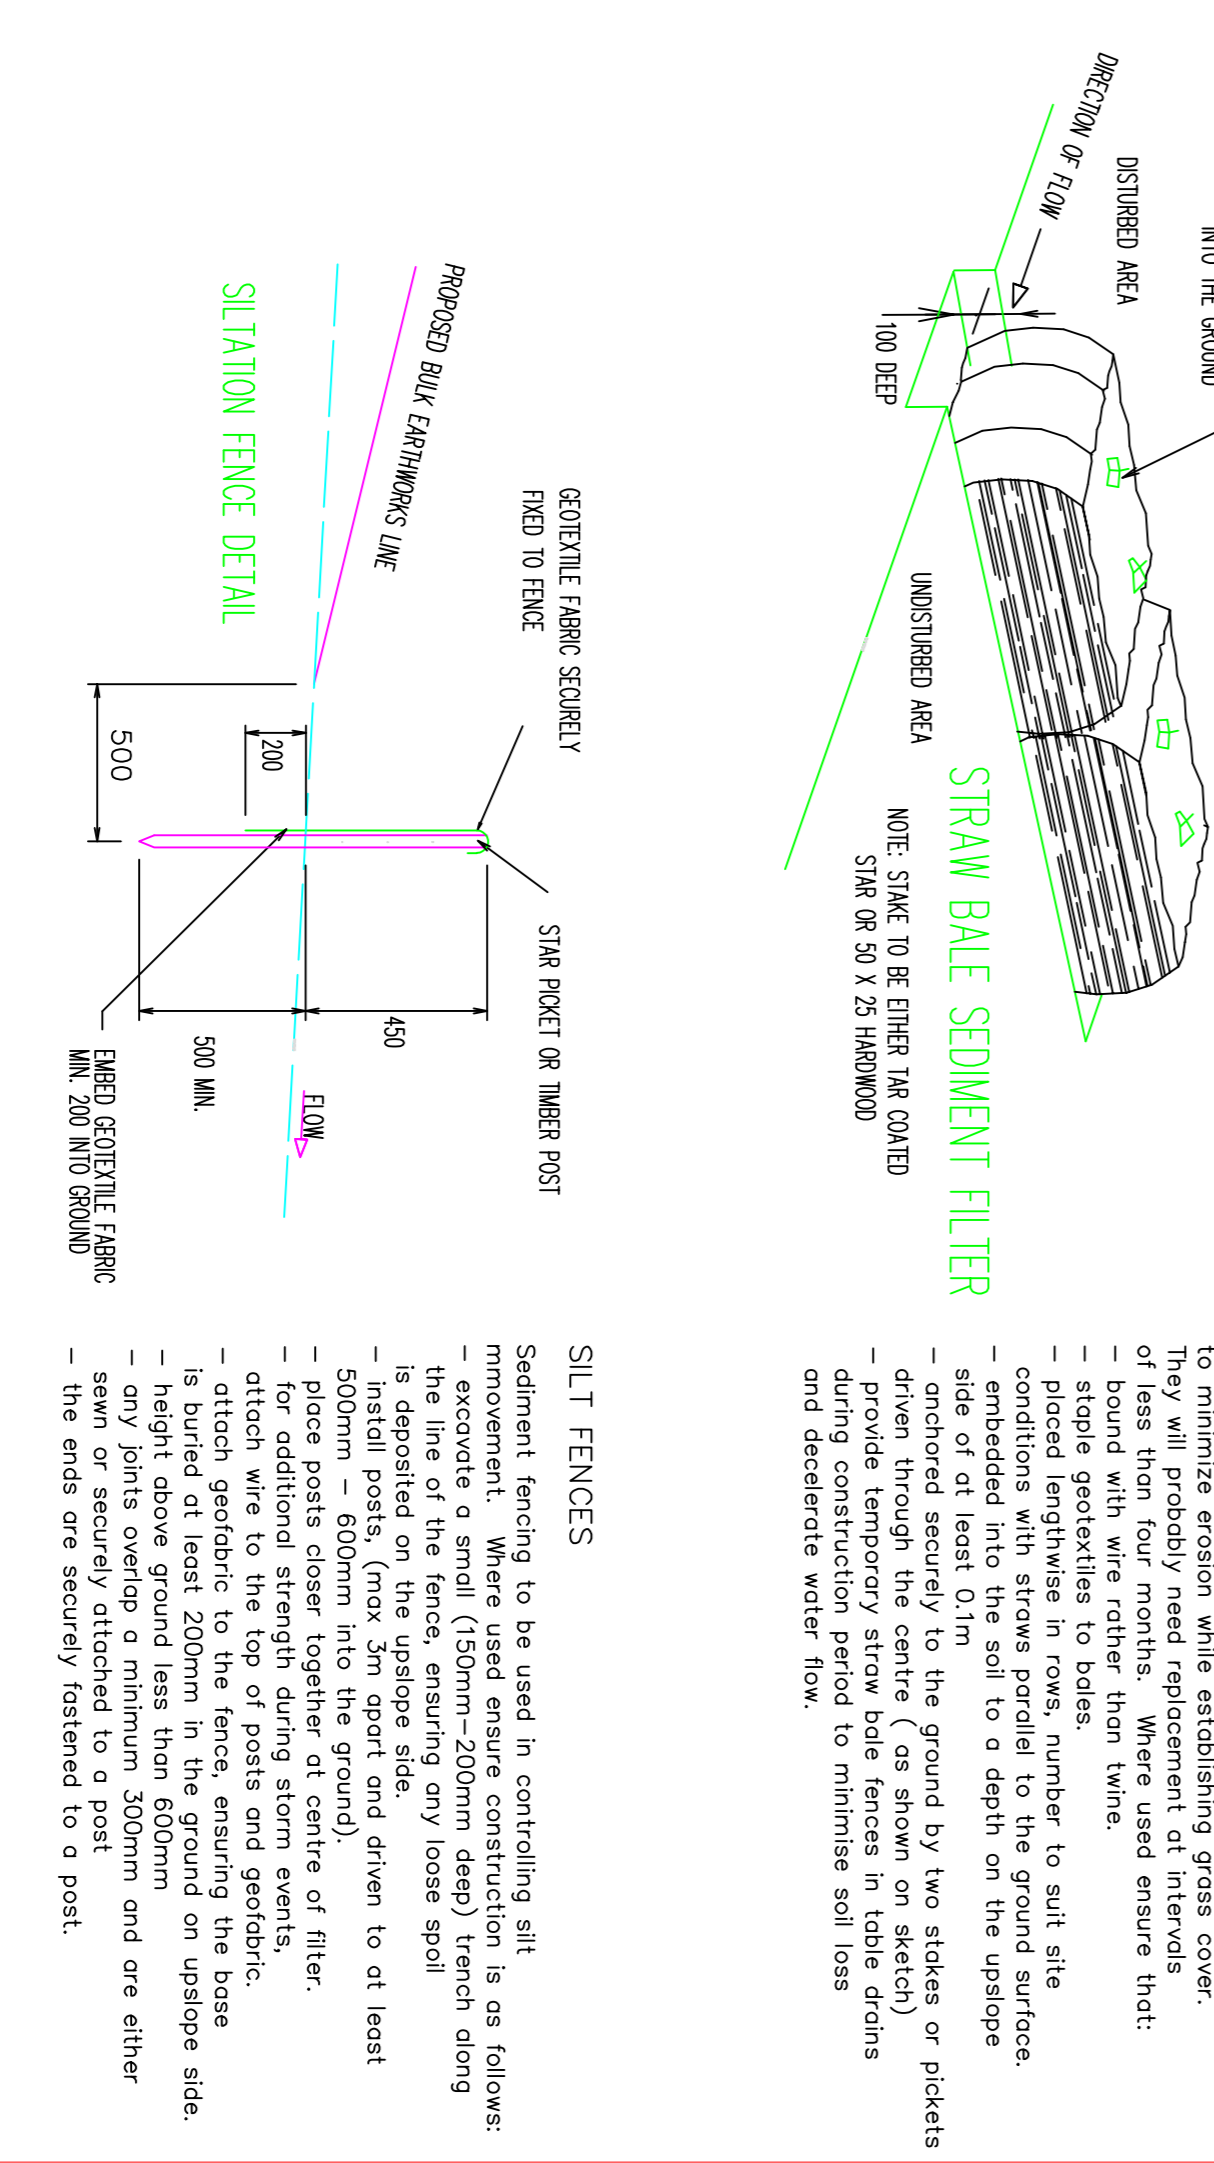 INTO THE GROUND
DISTURBED AREA
DIRECTION OF FLOW
100 DEEP
UNDISTURBED AREA
STRAW BALE SEDIMENT FILTER
NOTE: STAKE TO BE EITHER TAR COATED
STAR OR 50 X 25 HARDWOOD
to minimize erosion while establishing grass cover.
They will probably need replacement at intervals
of less than four months. Where used ensure that:
- bound with wire rather than twine.
- staple geotextiles to bales.
- placed lengthwise in rows, number to suit site
conditions with straws parallel to the ground surface.
- embedded into the soil to a depth on the upslope
side of at least 0.1m
- anchored securely to the ground by two stakes or pickets
driven through the centre ( as shown on sketch)
- provide temporary straw bale fences in table drains
during construction period to minimise soil loss
and decelerate water flow.
GEOTEXTILE FABRIC SECURELY
FIXED TO FENCE
STAR PICKET OR TIMBER POST
PROPOSED BULK EARTHWORKS LINE
450
FLOW
200
500 MIN.
500
EMBED GEOTEXTILE FABRIC
MIN. 200 INTO GROUND
SILTATION FENCE DETAIL
SILT FENCES
Sediment fencing to be used in controlling silt
mmovement. Where used ensure construction is as follows:
- excavate a small (150mm-200mm deep) trench along
the line of the fence, ensuring any loose spoil
is deposited on the upslope side.
- install posts, (max 3m apart and driven to at least
500mm - 600mm into the ground).
- place posts closer together at centre of filter.
- for additional strength during storm events,
attach wire to the top of posts and geofabric.
- attach geofabric to the fence, ensuring the base
is buried at least 200mm in the ground on upslope side.
- height above ground less than 600mm
- any joints overlap a minimum 300mm and are either
sewn or securely attached to a post
- the ends are securely fastened to a post.